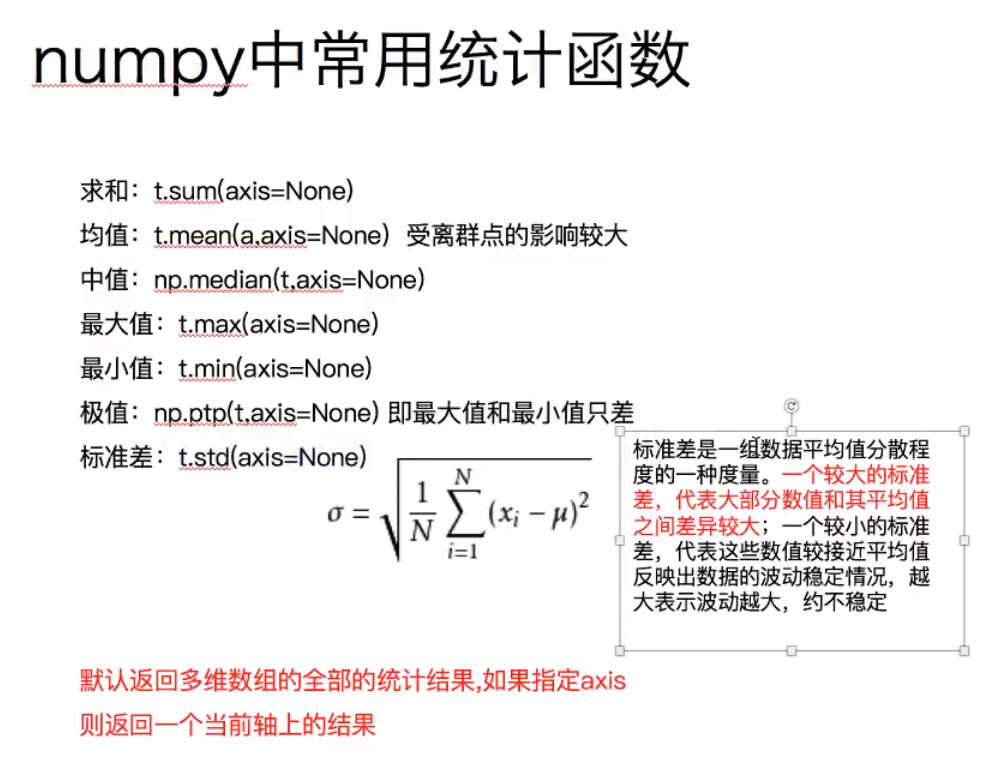 numpy中常用统计函数
求和：t.sum(axis=None)
均值：t.mean(a,axis=None) 受离群点的影响较大
中值：np.median(t,axis=None)
最大值：t.max(axis=None)
最小值：t.min(axis=None)
极值：np.ptp(t,axis=None) 即最大值和最小值只差
标准差：t.std(axis=None)
σ = √(1/N ∑_{i=1}^{N} (x_i − μ)²)
标准差是一组数据平均值分散程
度的一种度量。一个较大的标准
差，代表大部分数值和其平均值
之间差异较大；一个较小的标准
差，代表这些数值较接近平均值
反映出数据的波动稳定情况，越
大表示波动越大，约不稳定
默认返回多维数组的全部的统计结果,如果指定axis
则返回一个当前轴上的结果